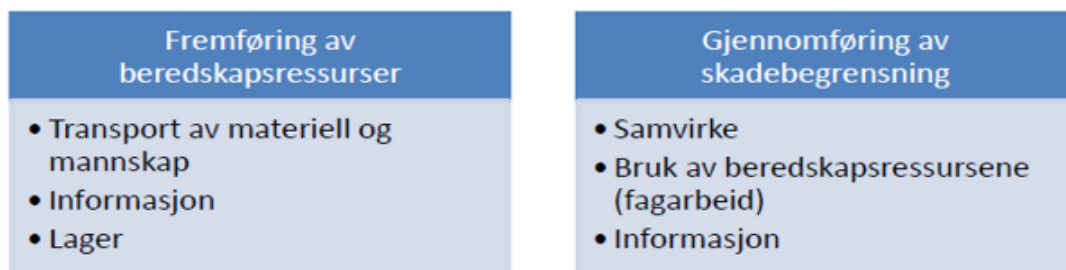 Fremføring av
beredskapsressurser
• Transport av materiell og
mannskap
• Informasjon
• Lager
Gjennomføring av
skadebegrensning
• Samvirke
• Bruk av beredskapsressursene
(fagarbeid)
• Informasjon